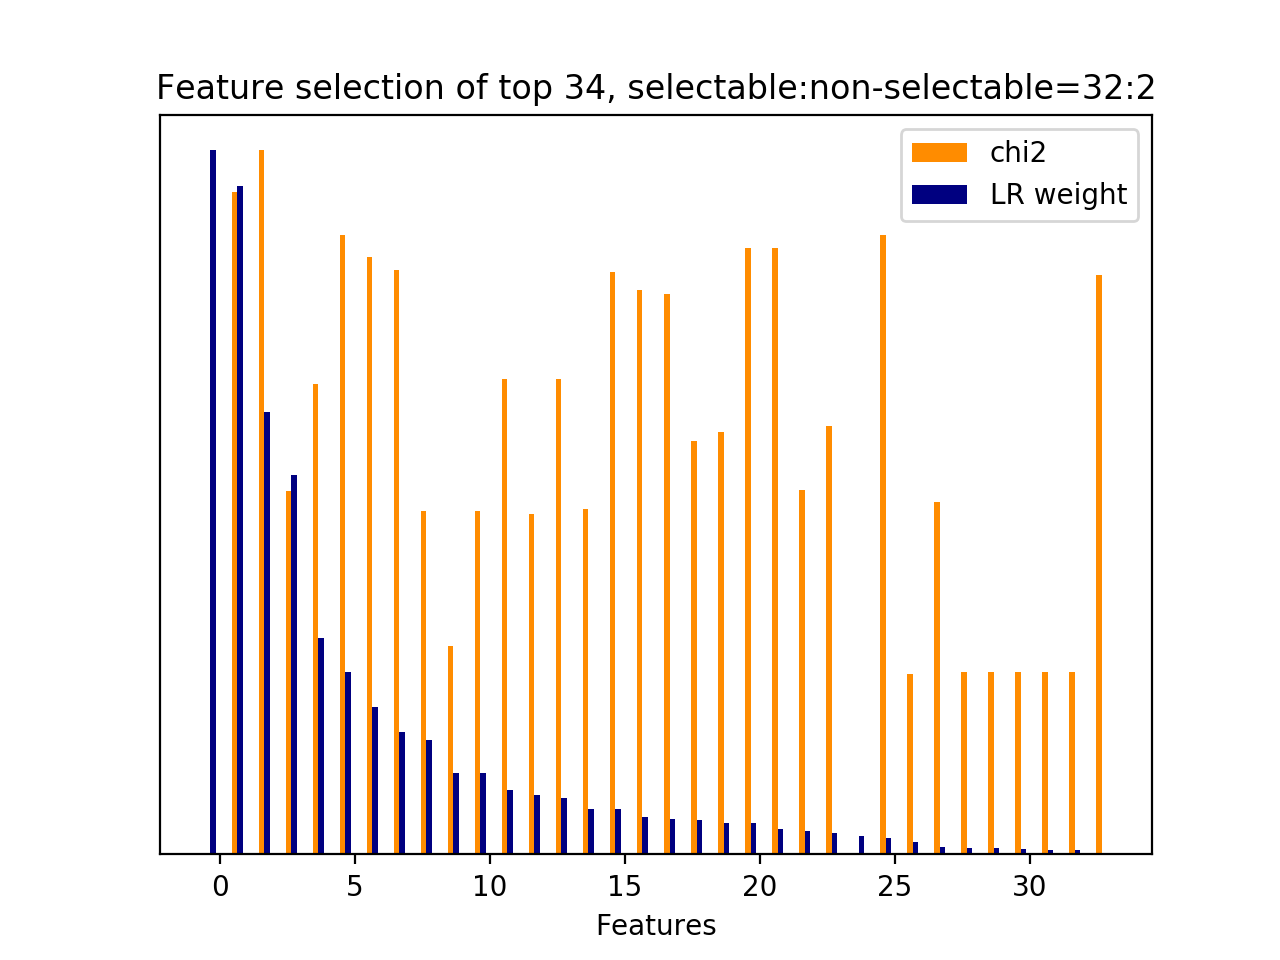 Feature selection of top 34, selectable:non-selectable=32:2
chi2
LR weight
0 5 10 15 20 25 30
Features